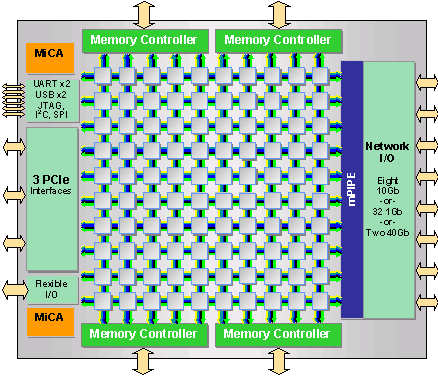 Memory Controller
Memory Controller
MiCA
UART x2
USB x2
JTAG,
I²C, SPI
3 PCIe
Interfaces
Flexible
I/O
MiCA
mPIPE
Network
I/O
Eight
10Gb
-or-
32 1Gb
-or-
Two 40Gb
Memory Controller
Memory Controller